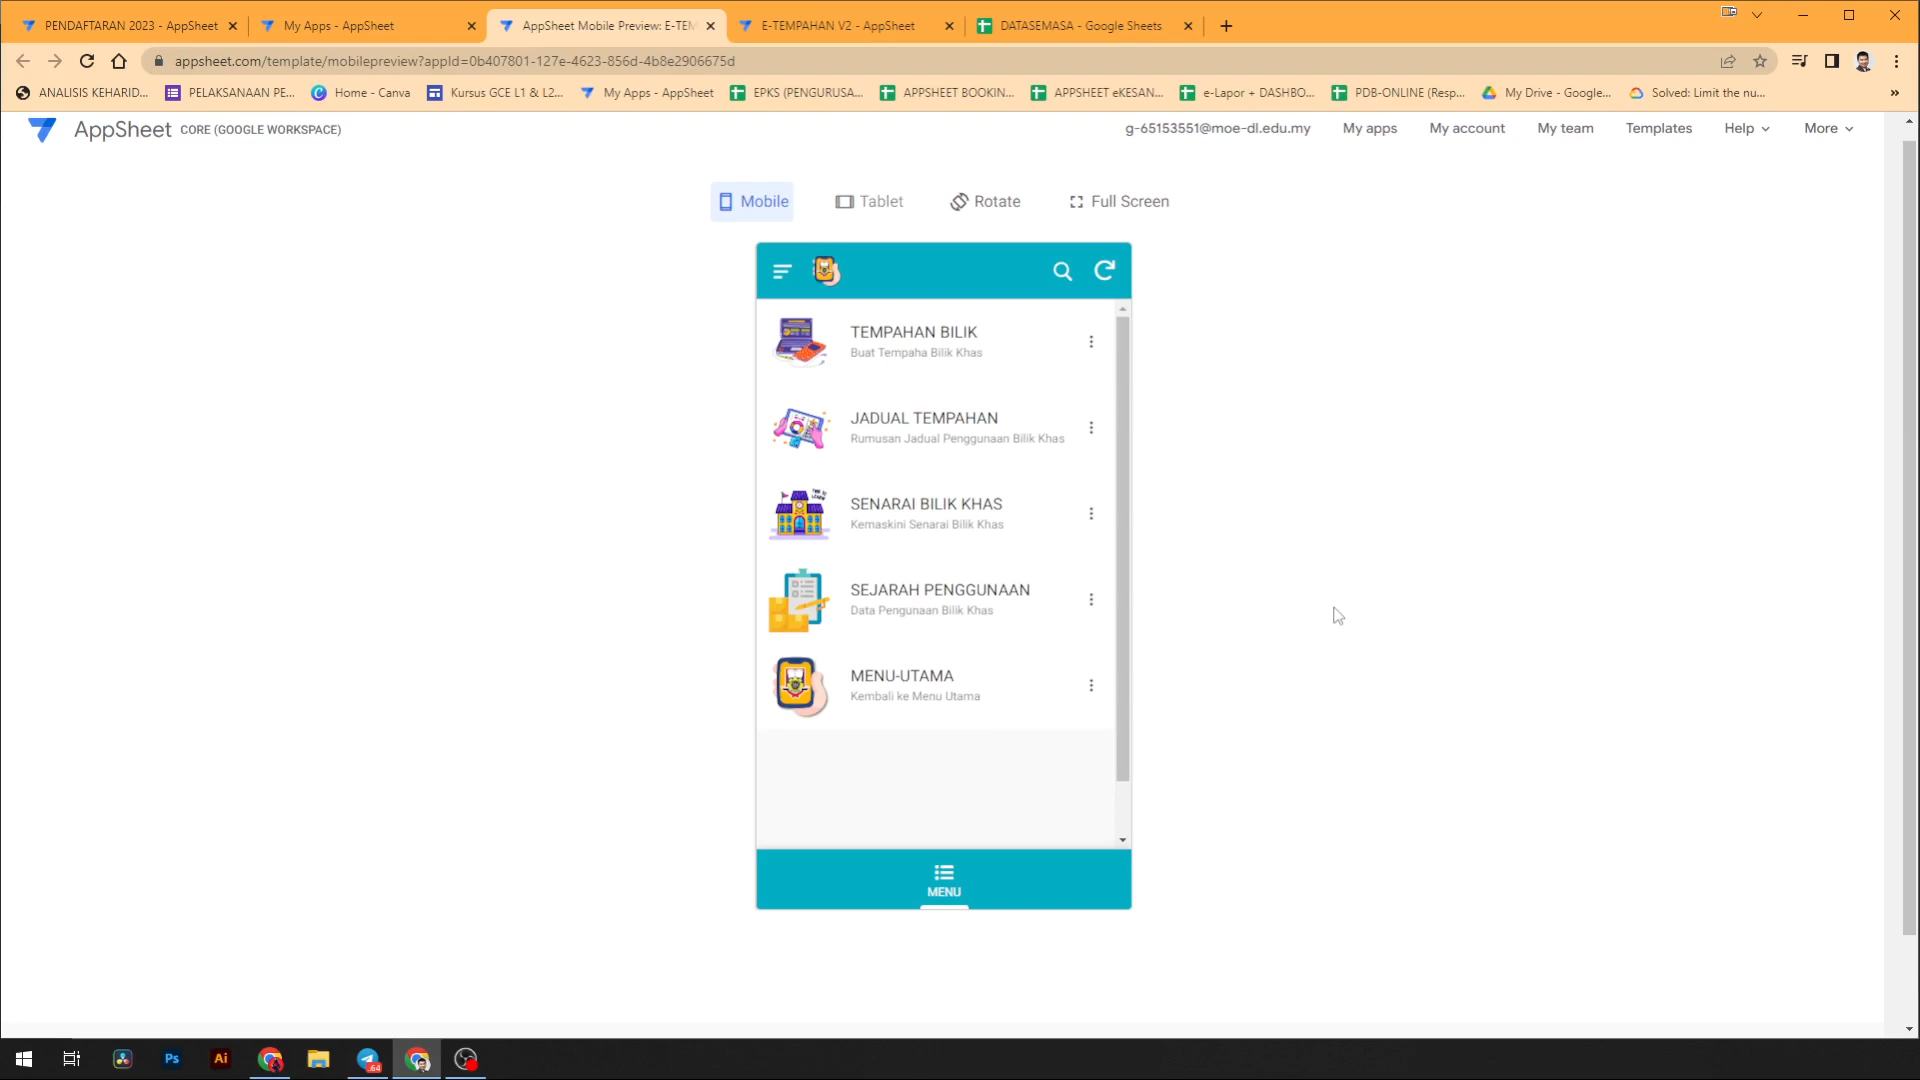 PENDAFTARAN 2023 - AppSheet
My Apps - AppSheet
AppSheet Mobile Preview: E-TEM
E-TEMPAHAN V2 - AppSheet
DATASEMASA - Google Sheets
appsheet.com/template/mobilepreview?appId=0b407801-127e-4623-856d-4b8e2906675d
ANALISIS KEHARID...
PELAKSANAAN PE...
Home - Canva
Kursus GCE L1 & L2...
My Apps - AppSheet
EPKS (PENGURUSA...
APPSHEET BOOKIN...
APPSHEET eKESAN...
e-Lapor + DASHBO...
PDB-ONLINE (Resp...
My Drive - Google...
Solved: Limit the nu...
AppSheet CORE (GOOGLE WORKSPACE)
g-65153551@moe-dl.edu.my
My apps
My account
My team
Templates
Help
More
Mobile
Tablet
Rotate
Full Screen
TEMPAHAN BILIK
Buat Tempaha Bilik Khas
JADUAL TEMPAHAN
Rumusan Jadual Penggunaan Bilik Khas
SENARAI BILIK KHAS
Kemaskini Senarai Bilik Khas
SEJARAH PENGGUNAAN
Data Pengunaan Bilik Khas
MENU-UTAMA
Kembali ke Menu Utama
MENU
Ps
Ai
64